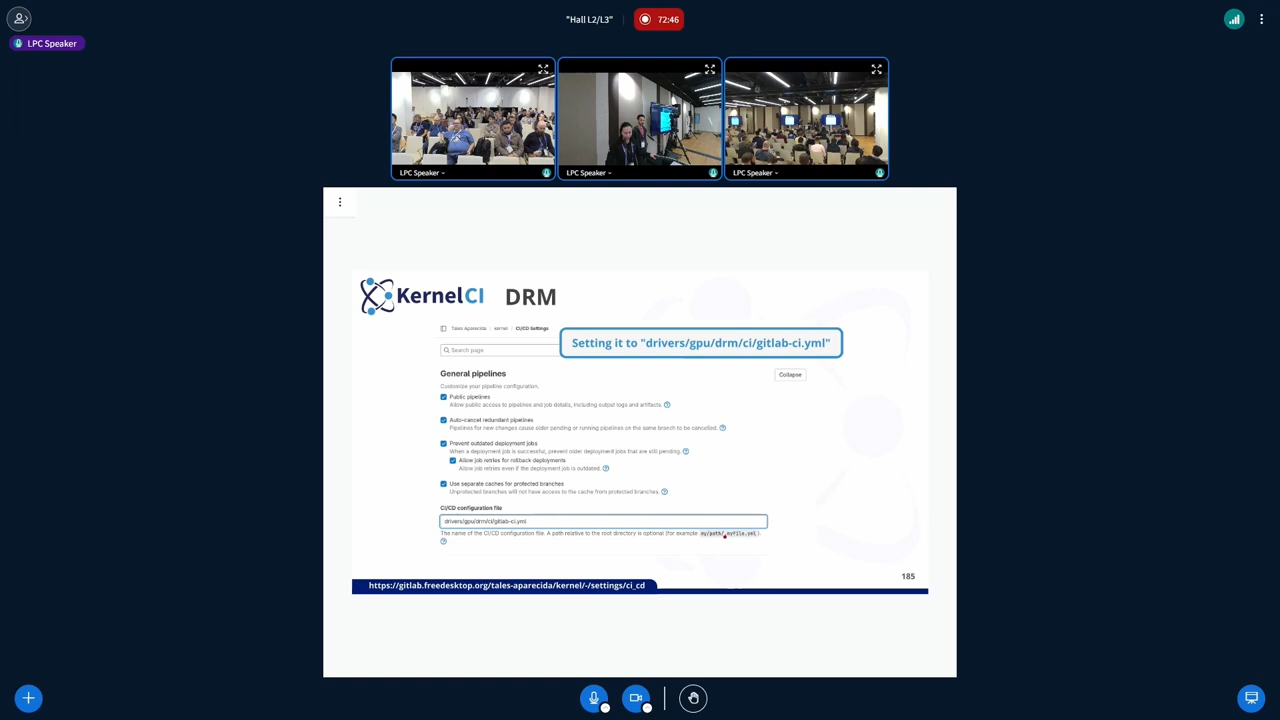 "Hall L2/L3"
72:46
LPC Speaker
LPC Speaker
LPC Speaker
LPC Speaker
KernelCI DRM
Tales Aparecida / kernel / CI/CD Settings
Setting it to "drivers/gpu/drm/ci/gitlab-ci.yml"
Search page
General pipelines
Collapse
Customize your pipeline configuration.
Public pipelines
Allow public access to pipelines and job details, including output logs and artifacts.
Auto-cancel redundant pipelines
Pipelines for new changes cause older pending or running pipelines on the same branch to be cancelled.
Prevent outdated deployment jobs
When a deployment job is successful, prevent older deployment jobs that are still pending.
Allow job retries for rollback deployments
Allow job retries even if the deployment job is outdated.
Use separate caches for protected branches
Unprotected branches will not have access to the cache from protected branches.
CI/CD configuration file
drivers/gpu/drm/ci/gitlab-ci.yml
The name of the CI/CD configuration file. A path relative to the root directory is optional (for example my/path/.myfile.yml).
185
https://gitlab.freedesktop.org/tales-aparecida/kernel/-/settings/ci_cd